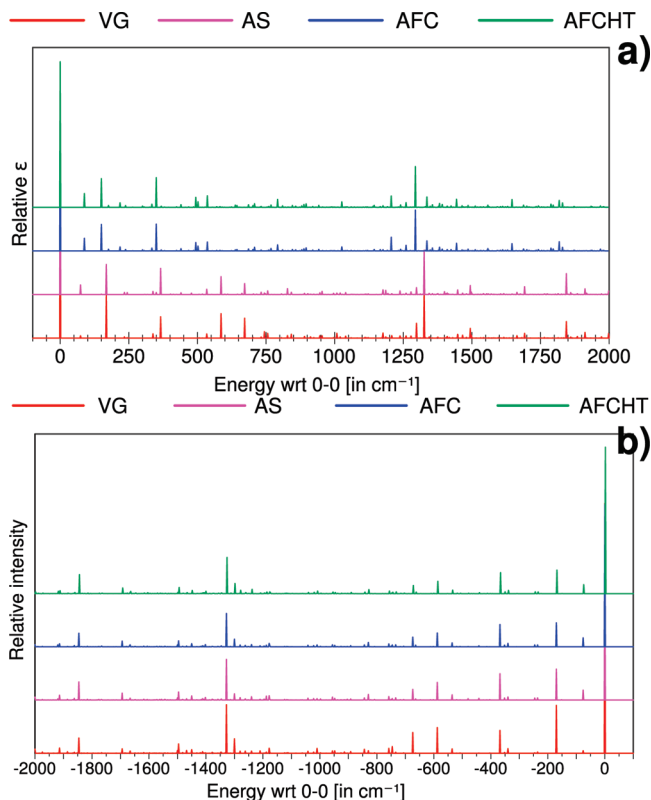 VG AS AFC AFCHT
a)
Relative ε
0 250 500 750 1000 1250 1500 1750 2000
Energy wrt 0-0 [in cm⁻¹]
VG AS AFC AFCHT
b)
Relative intensity
-2000 -1800 -1600 -1400 -1200 -1000 -800 -600 -400 -200 0
Energy wrt 0-0 [in cm⁻¹]